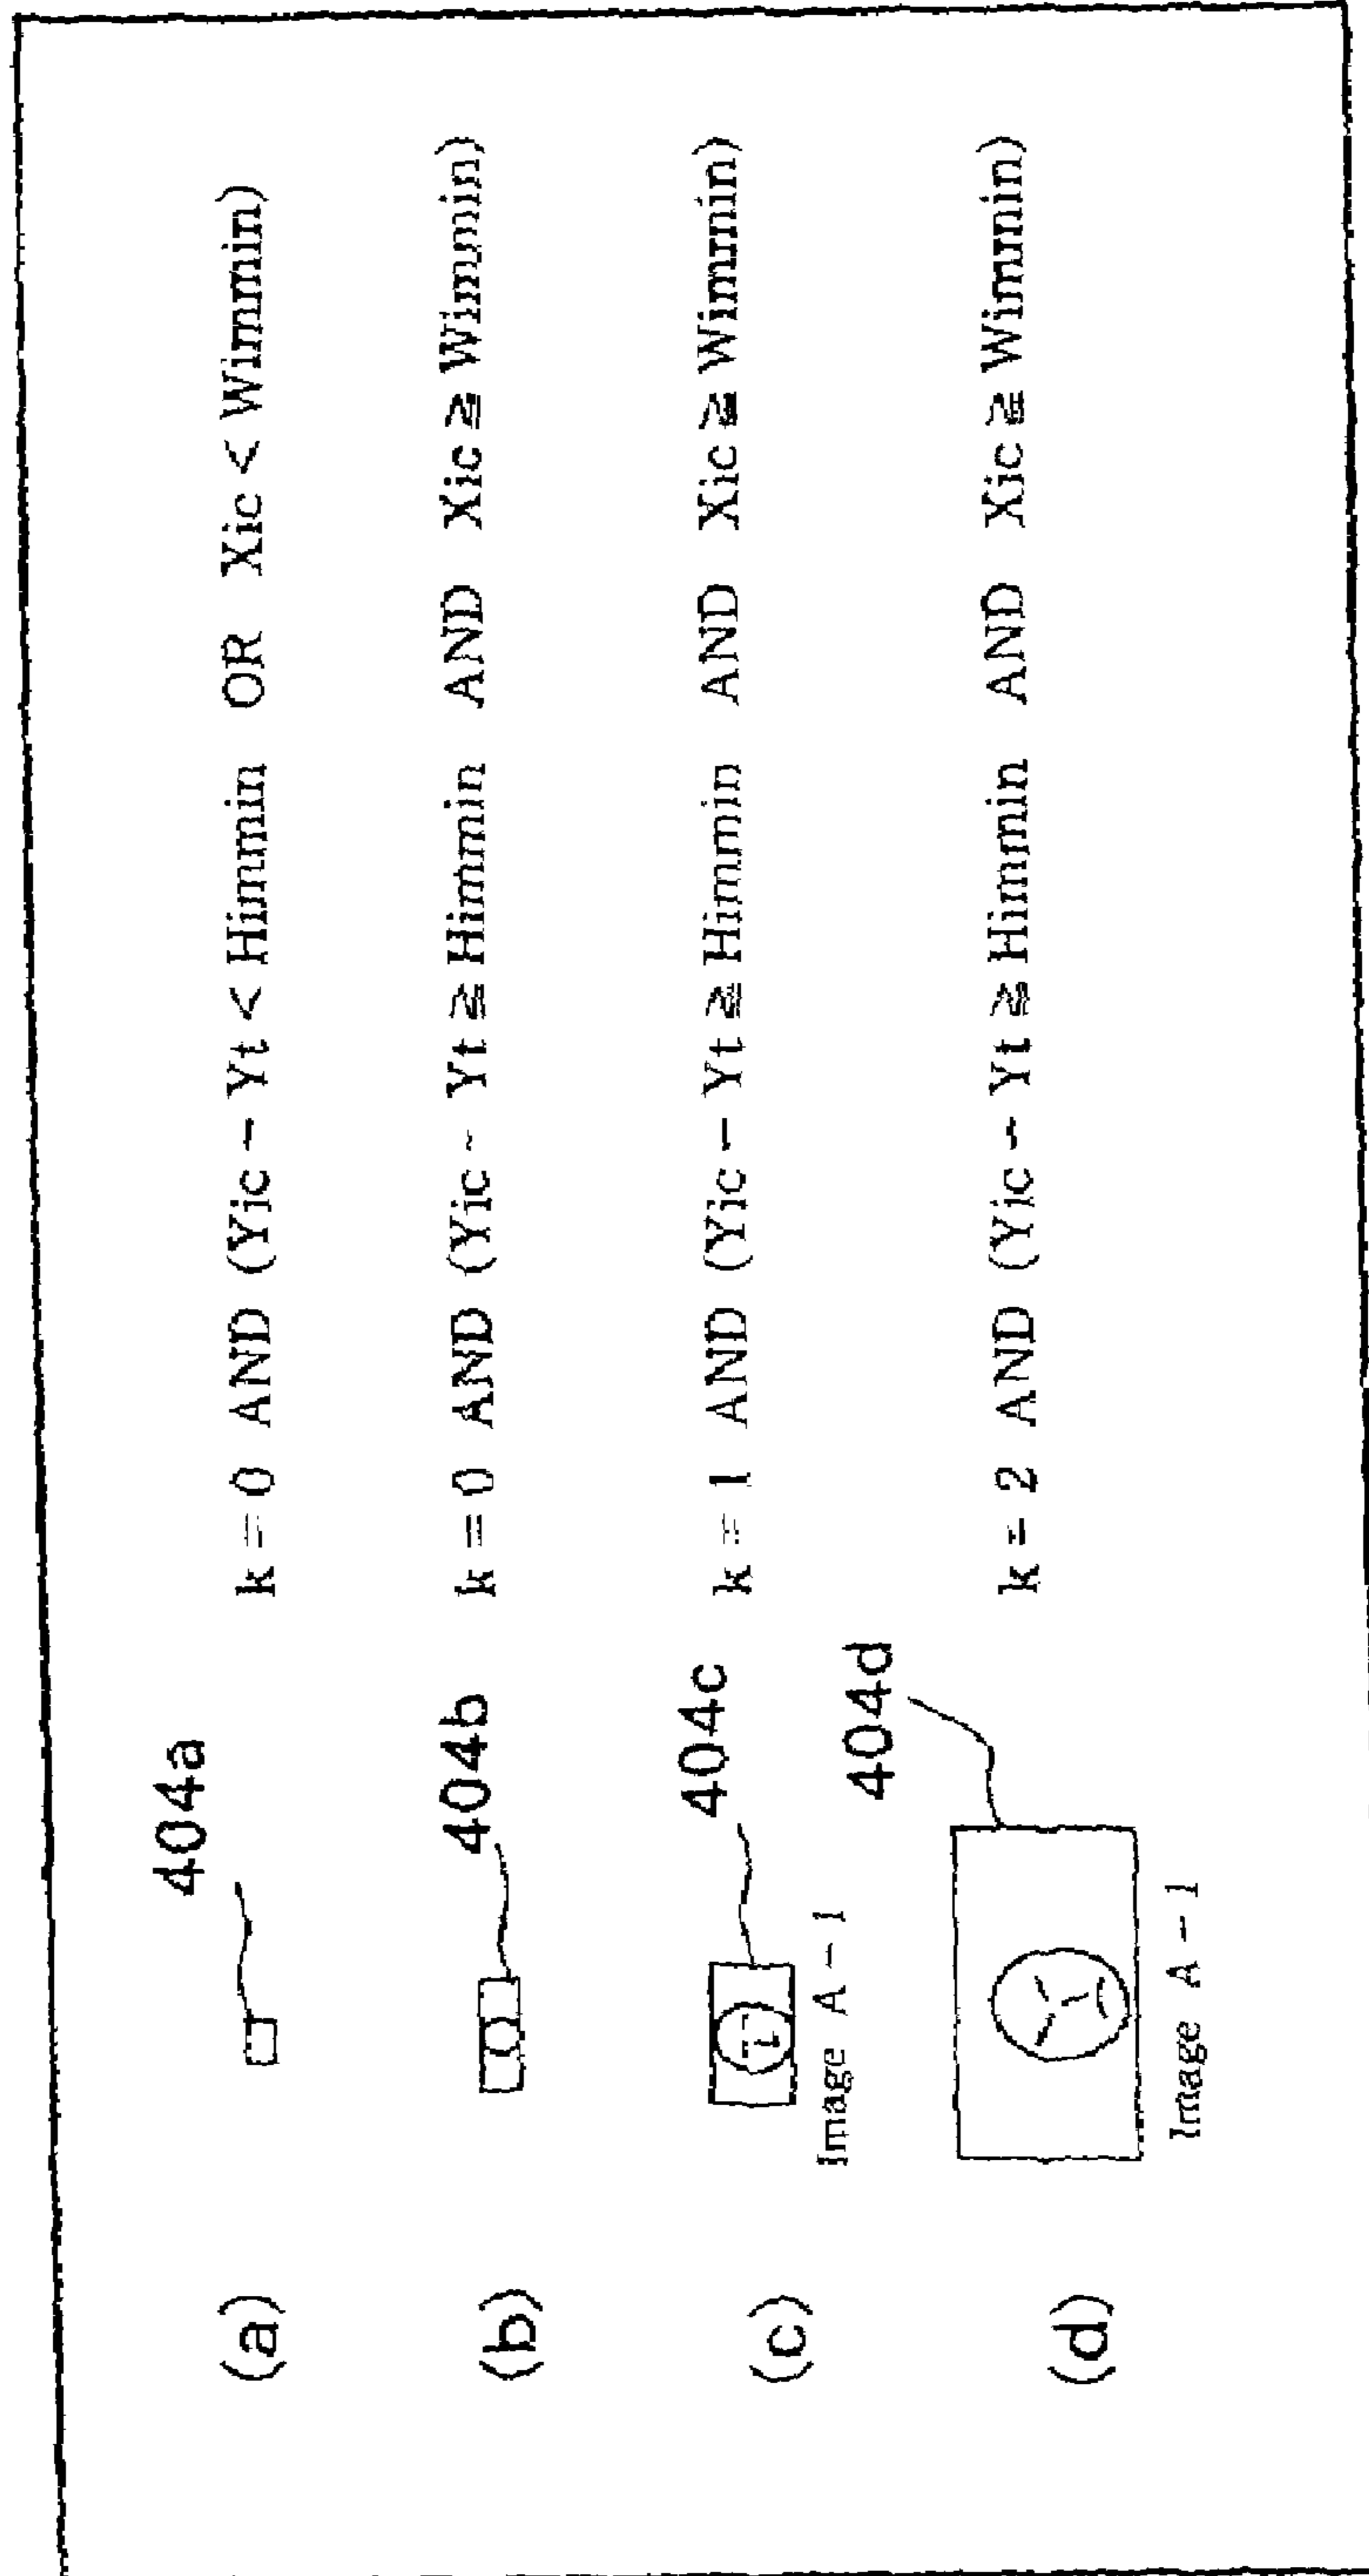 (a) 404a k = 0 AND (Yic − Yt < Himmin OR Xic < Wimmin)
(b) 404b k = 0 AND (Yic − Yt ≧ Himmin AND Xic ≧ Wimmin)
(c) 404c k = 1 AND (Yic − Yt ≧ Himmin AND Xic ≧ Wimmin)
Image A − 1
(d) 404d k = 2 AND (Yic − Yt ≧ Himmin AND Xic ≧ Wimmin)
Image A − 1